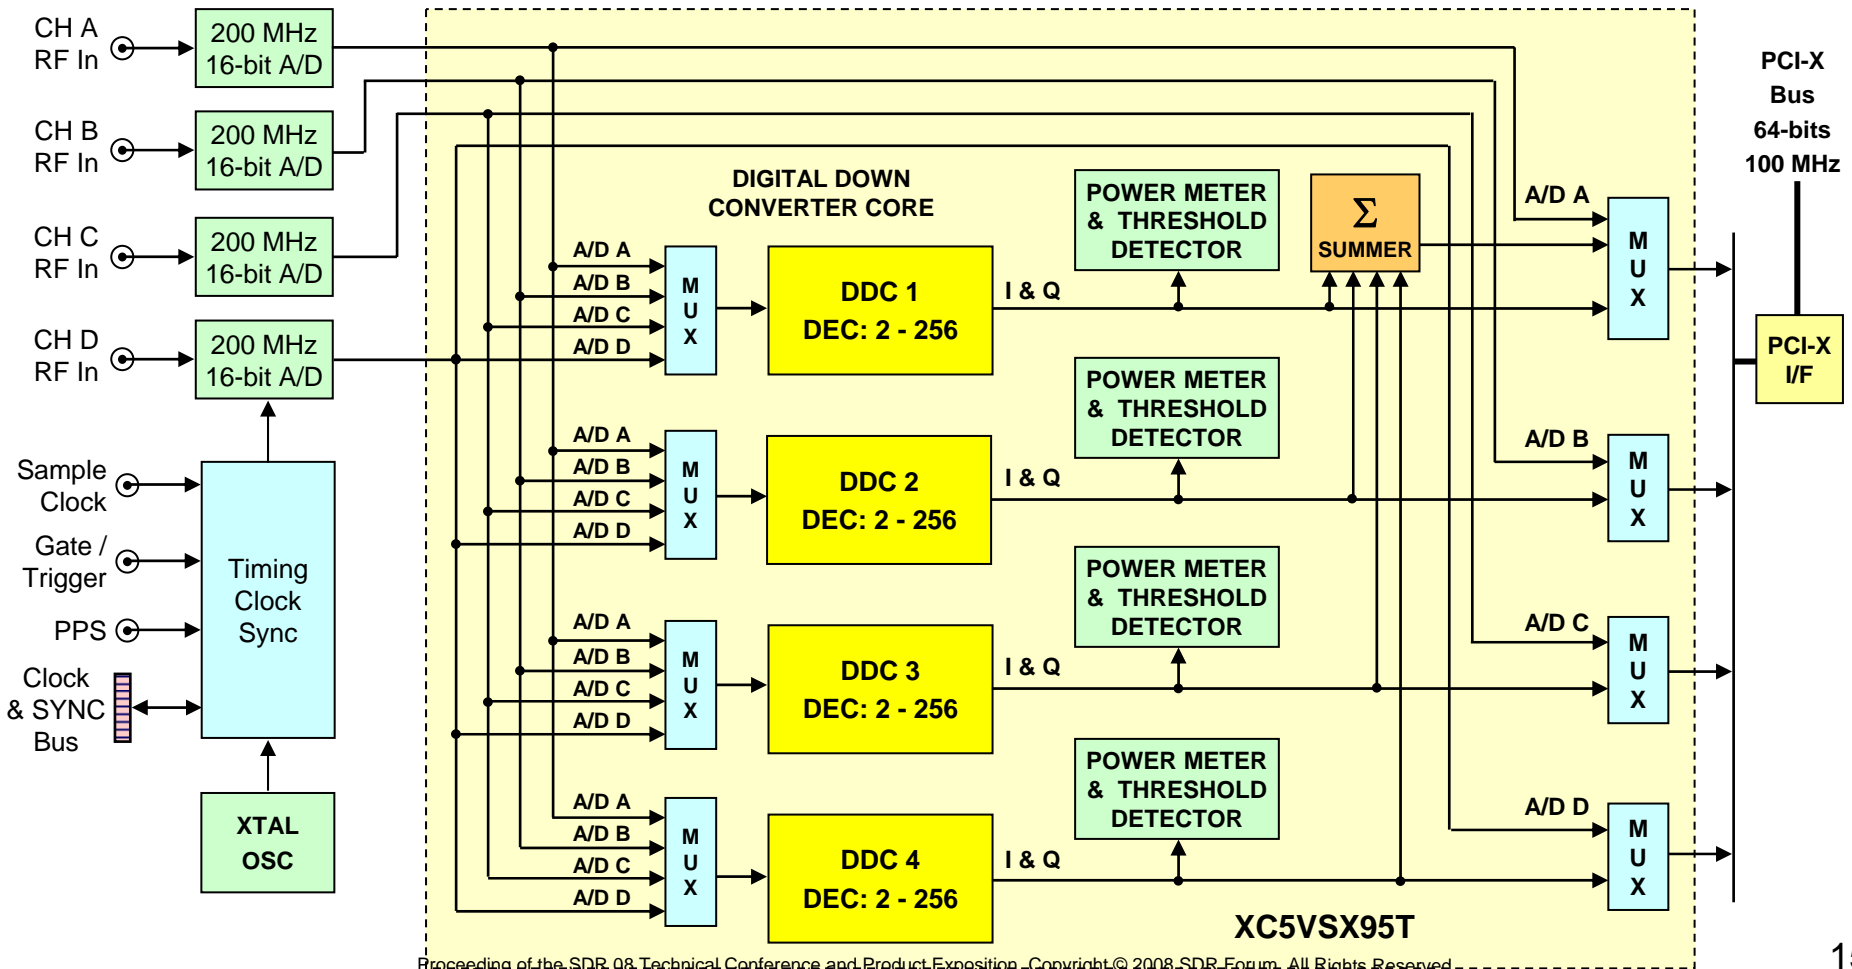 CH A
RF In
200 MHz
16-bit A/D
CH B
RF In
200 MHz
16-bit A/D
CH C
RF In
200 MHz
16-bit A/D
CH D
RF In
200 MHz
16-bit A/D
Sample
Clock
Gate /
Trigger
PPS
Clock
& SYNC
Bus
Timing
Clock
Sync
XTAL
OSC
DIGITAL DOWN
CONVERTER CORE
A/D A
A/D B
A/D C
A/D D
M
U
X
DDC 1
DEC: 2 - 256
I & Q
POWER METER
& THRESHOLD
DETECTOR
Σ
SUMMER
A/D A
M
U
X
A/D A
A/D B
A/D C
A/D D
M
U
X
DDC 2
DEC: 2 - 256
I & Q
POWER METER
& THRESHOLD
DETECTOR
A/D B
M
U
X
A/D A
A/D B
A/D C
A/D D
M
U
X
DDC 3
DEC: 2 - 256
I & Q
POWER METER
& THRESHOLD
DETECTOR
A/D C
M
U
X
A/D A
A/D B
A/D C
A/D D
M
U
X
DDC 4
DEC: 2 - 256
I & Q
POWER METER
& THRESHOLD
DETECTOR
A/D D
M
U
X
XC5VSX95T
PCI-X
Bus
64-bits
100 MHz
PCI-X
I/F
Proceeding of the SDR 08 Technical Conference and Product Exposition, Copyright © 2008 SDR Forum, All Rights Reserved